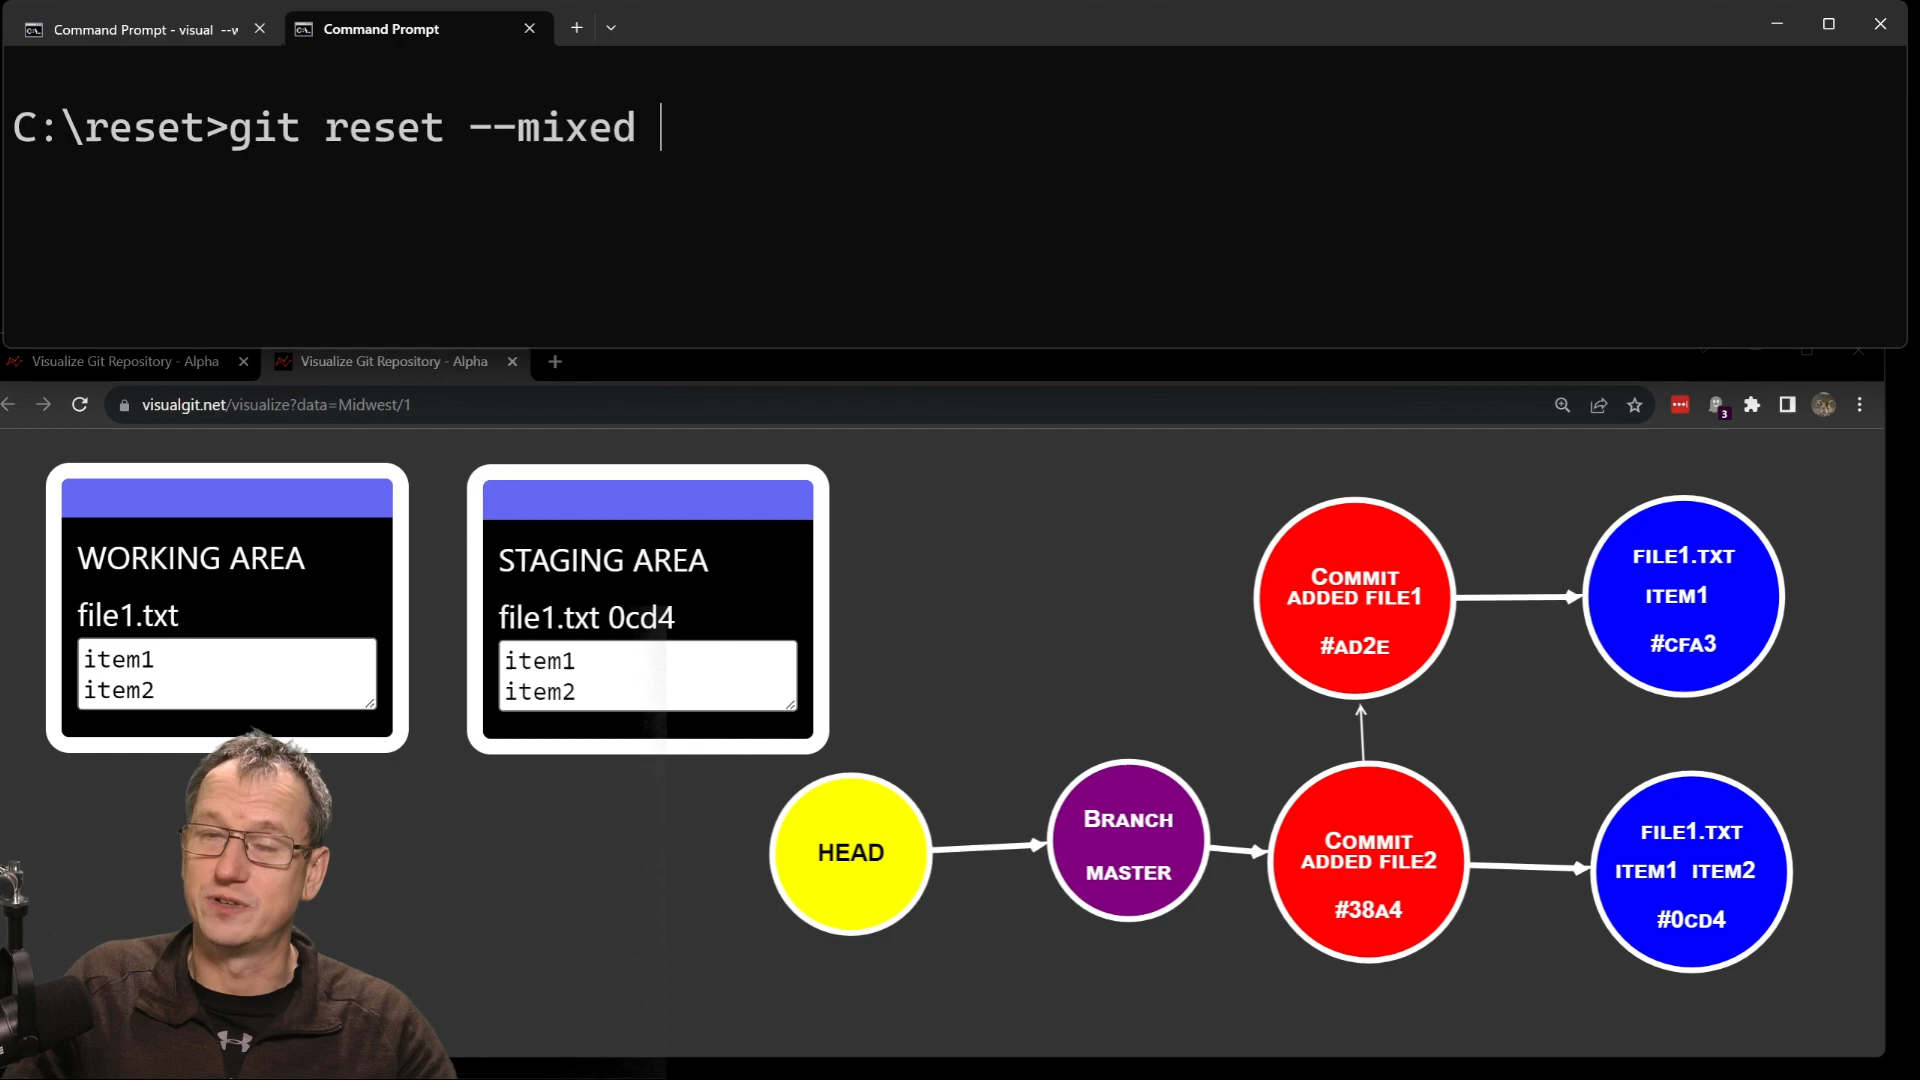 Command Prompt - visual --w
Command Prompt
C:\reset>git reset --mixed
Visualize Git Repository - Alpha
Visualize Git Repository - Alpha
visualgit.net/visualize?data=Midwest/1
3
WORKING AREA
file1.txt
item1
item2
STAGING AREA
file1.txt 0cd4
item1
item2
COMMIT
ADDED FILE1
#AD2E
FILE1.TXT
ITEM1
#CFA3
HEAD
BRANCH
MASTER
COMMIT
ADDED FILE2
#38A4
FILE1.TXT
ITEM1 ITEM2
#0CD4